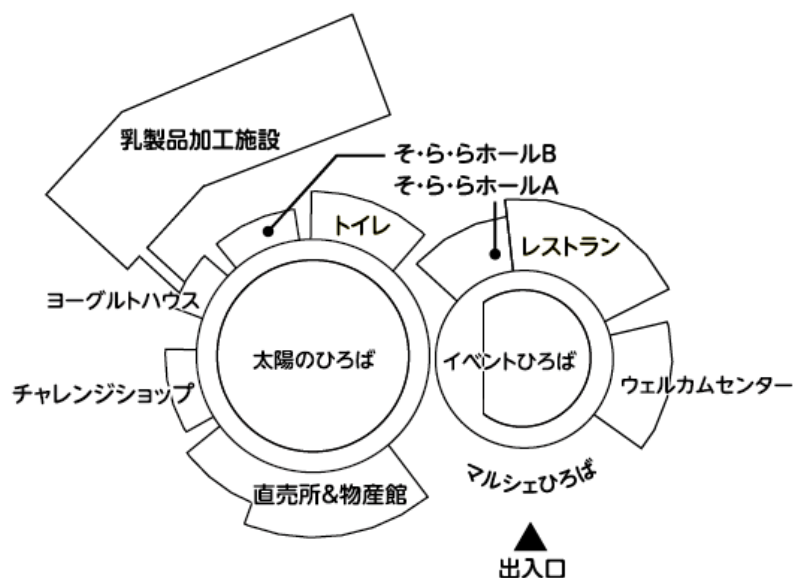 乳製品加工施設
そ・ら・らホールB
そ・ら・らホールA
トイレ
レストラン
ヨーグルトハウス
太陽のひろば
イベントひろば
チャレンジショップ
ウェルカムセンター
直売所&物産館
マルシェひろば
出入口